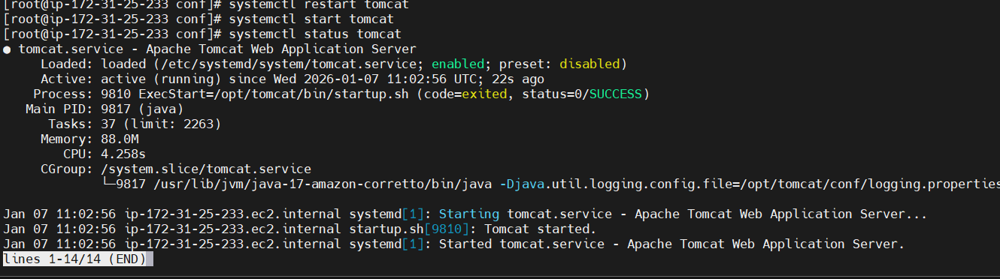 [root@ip-172-31-25-233 conf]# systemctl restart tomcat
[root@ip-172-31-25-233 conf]# systemctl start tomcat
[root@ip-172-31-25-233 conf]# systemctl status tomcat
● tomcat.service - Apache Tomcat Web Application Server
     Loaded: loaded (/etc/systemd/system/tomcat.service; enabled; preset: disabled)
     Active: active (running) since Wed 2026-01-07 11:02:56 UTC; 22s ago
    Process: 9810 ExecStart=/opt/tomcat/bin/startup.sh (code=exited, status=0/SUCCESS)
   Main PID: 9817 (java)
      Tasks: 37 (limit: 2263)
     Memory: 88.0M
        CPU: 4.258s
     CGroup: /system.slice/tomcat.service
             └─9817 /usr/lib/jvm/java-17-amazon-corretto/bin/java -Djava.util.logging.config.file=/opt/tomcat/conf/logging.properties
Jan 07 11:02:56 ip-172-31-25-233.ec2.internal systemd[1]: Starting tomcat.service - Apache Tomcat Web Application Server...
Jan 07 11:02:56 ip-172-31-25-233.ec2.internal startup.sh[9810]: Tomcat started.
Jan 07 11:02:56 ip-172-31-25-233.ec2.internal systemd[1]: Started tomcat.service - Apache Tomcat Web Application Server.
lines 1-14/14 (END)